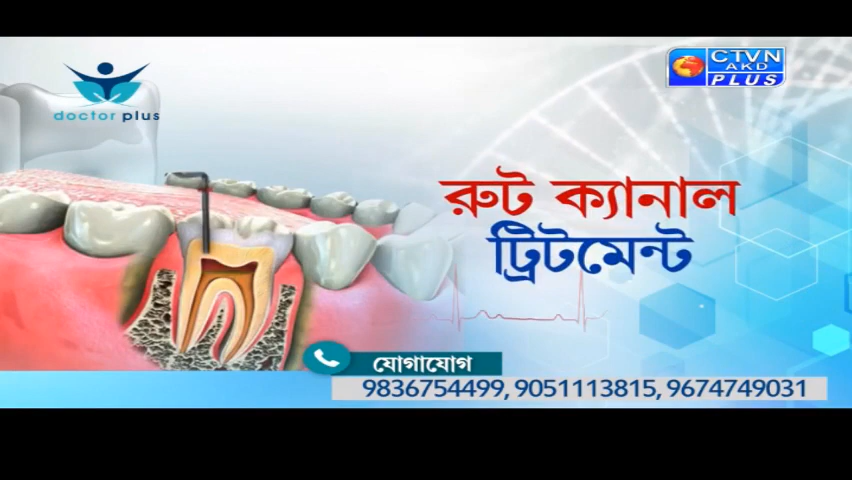 doctor plus
CTVN
AKD
PLUS
রুট ক্যানাল
ট্রিটমেন্ট
যোগাযোগ
9836754499, 9051113815, 9674749031